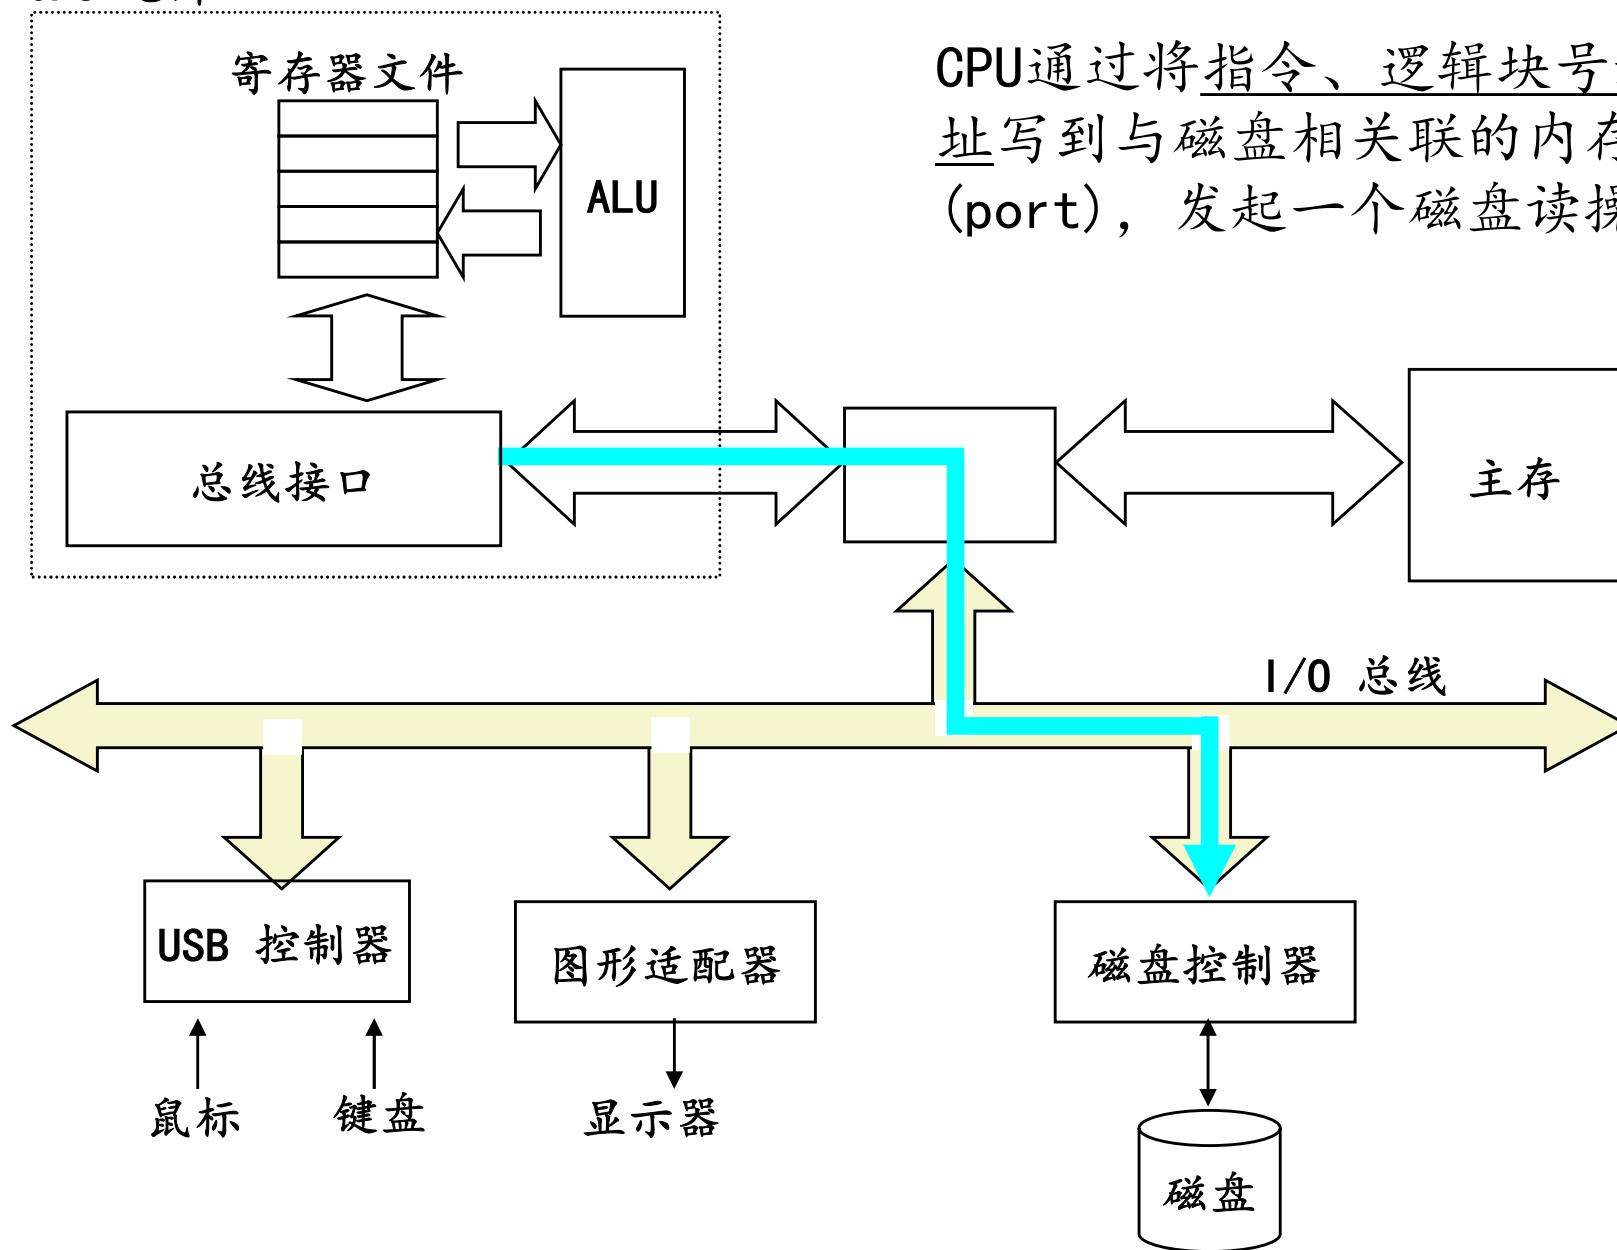 寄存器文件
CPU通过将指令、逻辑块号
址写到与磁盘相关联的内存
(port)，发起一个磁盘读操
ALU
总线接口
主存
I/O 总线
USB 控制器
图形适配器
磁盘控制器
鼠标
键盘
显示器
磁盘